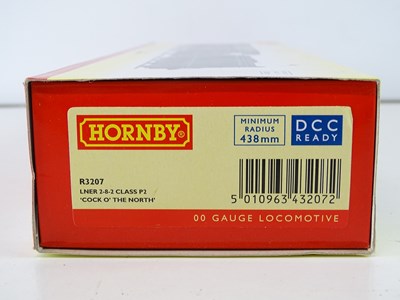 HORNBY®
MINIMUM
RADIUS
438mm
DCC
READY
R3207
LNER 2-8-2 CLASS P2
'COCK O' THE NORTH'
5 010963 432072
00 GAUGE LOCOMOTIVE